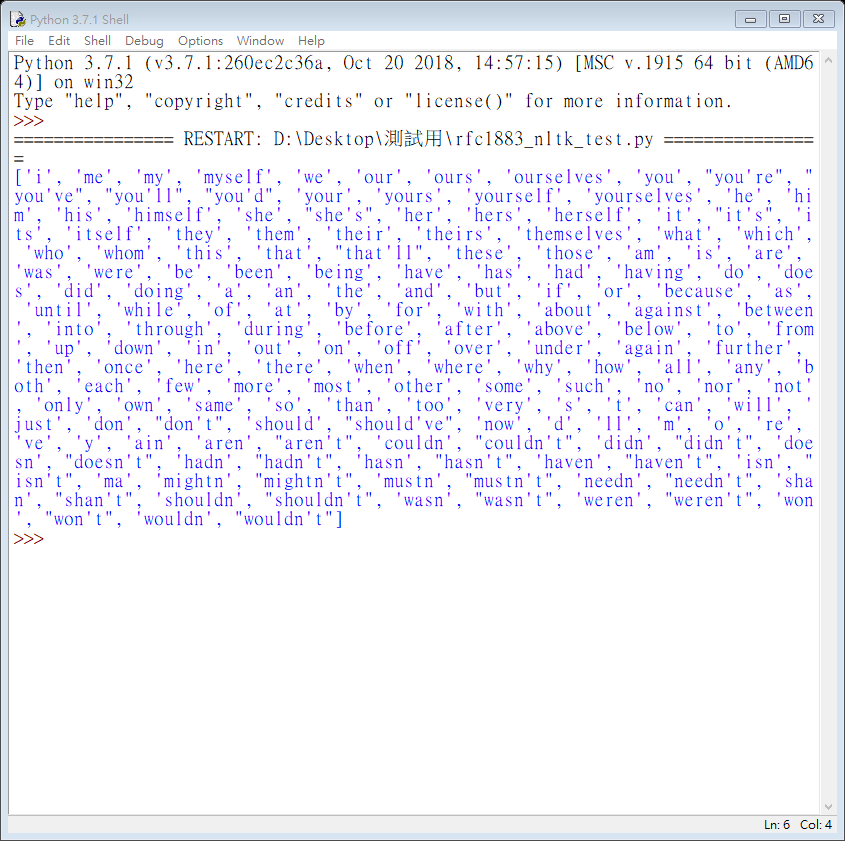 Python 3.7.1 Shell
File Edit Shell Debug Options Window Help
Python 3.7.1 (v3.7.1:260ec2c36a, Oct 20 2018, 14:57:15) [MSC v.1915 64 bit (AMD6
4)] on win32
Type "help", "copyright", "credits" or "license()" for more information.
>>>
================ RESTART: D:\Desktop\測試用\rfc1883_nltk_test.py ===============
=
['i', 'me', 'my', 'myself', 'we', 'our', 'ours', 'ourselves', 'you', "you're", "
you've", "you'll", "you'd", 'your', 'yours', 'yourself', 'yourselves', 'he', 'hi
m', 'his', 'himself', 'she', "she's", 'her', 'hers', 'herself', 'it', "it's", 'i
ts', 'itself', 'they', 'them', 'their', 'theirs', 'themselves', 'what', 'which',
 'who', 'whom', 'this', 'that', "that'll", 'these', 'those', 'am', 'is', 'are', 
'was', 'were', 'be', 'been', 'being', 'have', 'has', 'had', 'having', 'do', 'doe
s', 'did', 'doing', 'a', 'an', 'the', 'and', 'but', 'if', 'or', 'because', 'as',
 'until', 'while', 'of', 'at', 'by', 'for', 'with', 'about', 'against', 'between
', 'into', 'through', 'during', 'before', 'after', 'above', 'below', 'to', 'from
', 'up', 'down', 'in', 'out', 'on', 'off', 'over', 'under', 'again', 'further', 
'then', 'once', 'here', 'there', 'when', 'where', 'why', 'how', 'all', 'any', 'b
oth', 'each', 'few', 'more', 'most', 'other', 'some', 'such', 'no', 'nor', 'not'
, 'only', 'own', 'same', 'so', 'than', 'too', 'very', 's', 't', 'can', 'will', '
just', 'don', "don't", 'should', "should've", 'now', 'd', 'll', 'm', 'o', 're', 
've', 'y', 'ain', 'aren', "aren't", 'couldn', "couldn't", 'didn', "didn't", 'doe
sn', "doesn't", 'hadn', "hadn't", 'hasn', "hasn't", 'haven', "haven't", 'isn', "
isn't", 'ma', 'mightn', "mightn't", 'mustn', "mustn't", 'needn', "needn't", 'sha
n', "shan't", 'shouldn', "shouldn't", 'wasn', "wasn't", 'weren', "weren't", 'won
', "won't", 'wouldn', "wouldn't"]
>>>
Ln: 6 Col: 4